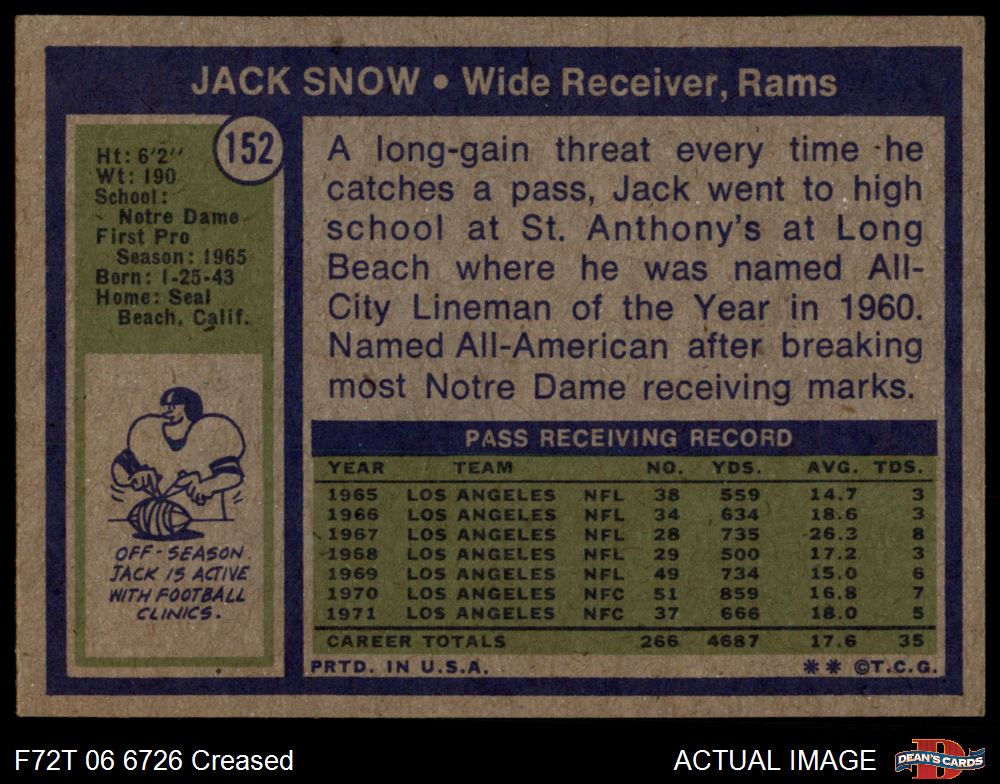 JACK SNOW • Wide Receiver, Rams
152
Ht: 6'2''
Wt: 190
School:
Notre Dame
First Pro
Season: 1965
Born: 1-25-43
Home: Seal
Beach, Calif.
OFF-SEASON
JACK IS ACTIVE
WITH FOOTBALL
CLINICS.
A long-gain threat every time he
catches a pass, Jack went to high
school at St. Anthony's at Long
Beach where he was named All-
City Lineman of the Year in 1960.
Named All-American after breaking
most Notre Dame receiving marks.
PASS RECEIVING RECORD
YEAR TEAM NO. YDS. AVG. TDS.
1965 LOS ANGELES NFL 38 559 14.7 3
1966 LOS ANGELES NFL 34 634 18.6 3
1967 LOS ANGELES NFL 28 735 26.3 8
1968 LOS ANGELES NFL 29 500 17.2 3
1969 LOS ANGELES NFL 49 734 15.0 6
1970 LOS ANGELES NFC 51 859 16.8 7
1971 LOS ANGELES NFC 37 666 18.0 5
CAREER TOTALS 266 4687 17.6 35
PRTD. IN U.S.A. ** ©T.C.G.
F72T 06 6726 Creased ACTUAL IMAGE
D
DEAN'S CARDS